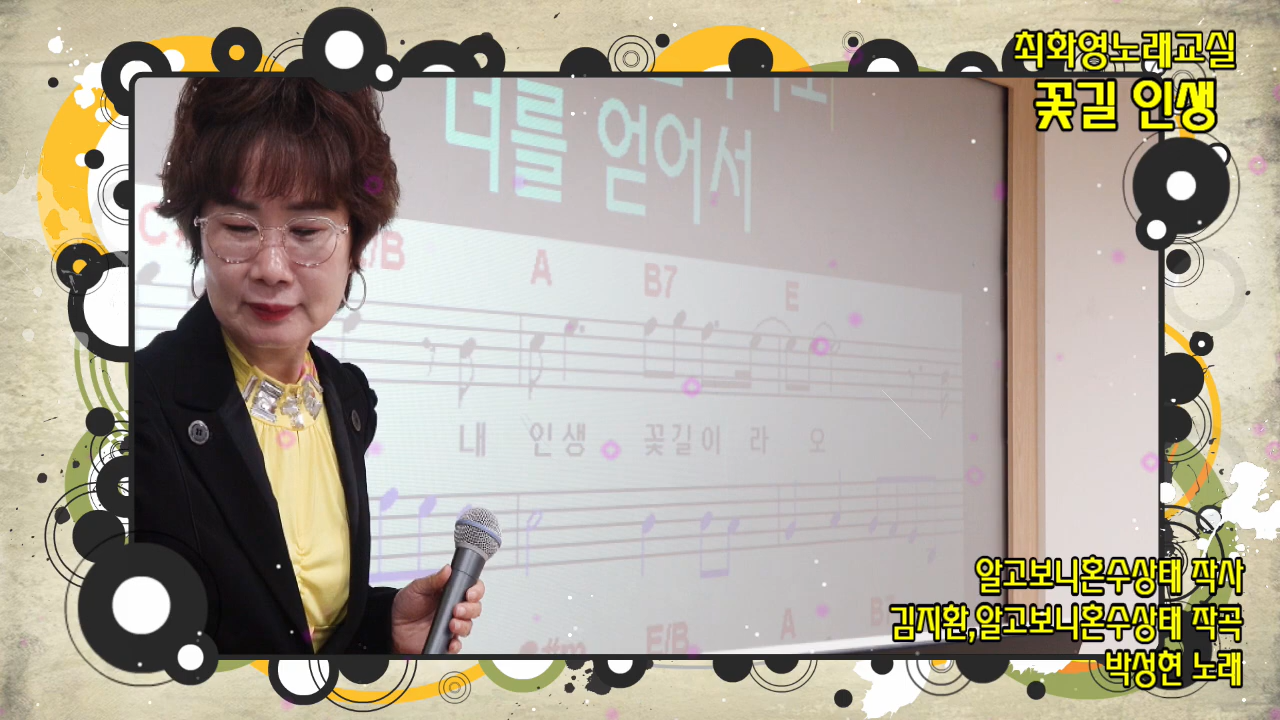 최화영노래교실
꽃길 인생
너를 얻어서
E/B A B7 E
내 인생 꽃길이 라 오
E/B A B7
알고보니혼수상태 작사
김지환,알고보니혼수상태 작곡
박성현 노래